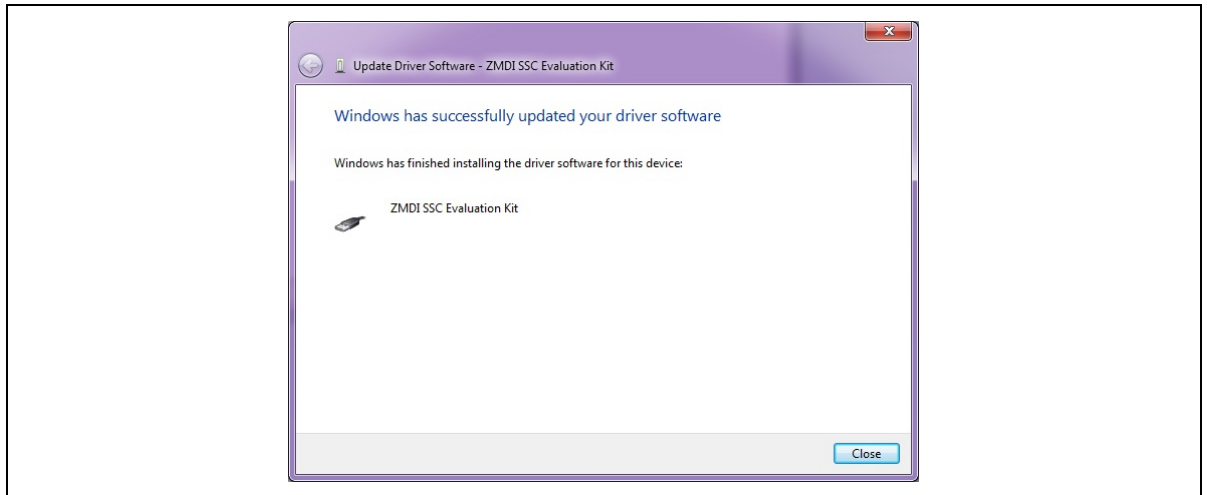 Update Driver Software - ZMDI SSC Evaluation Kit
Windows has successfully updated your driver software
Windows has finished installing the driver software for this device:
ZMDI SSC Evaluation Kit
Close